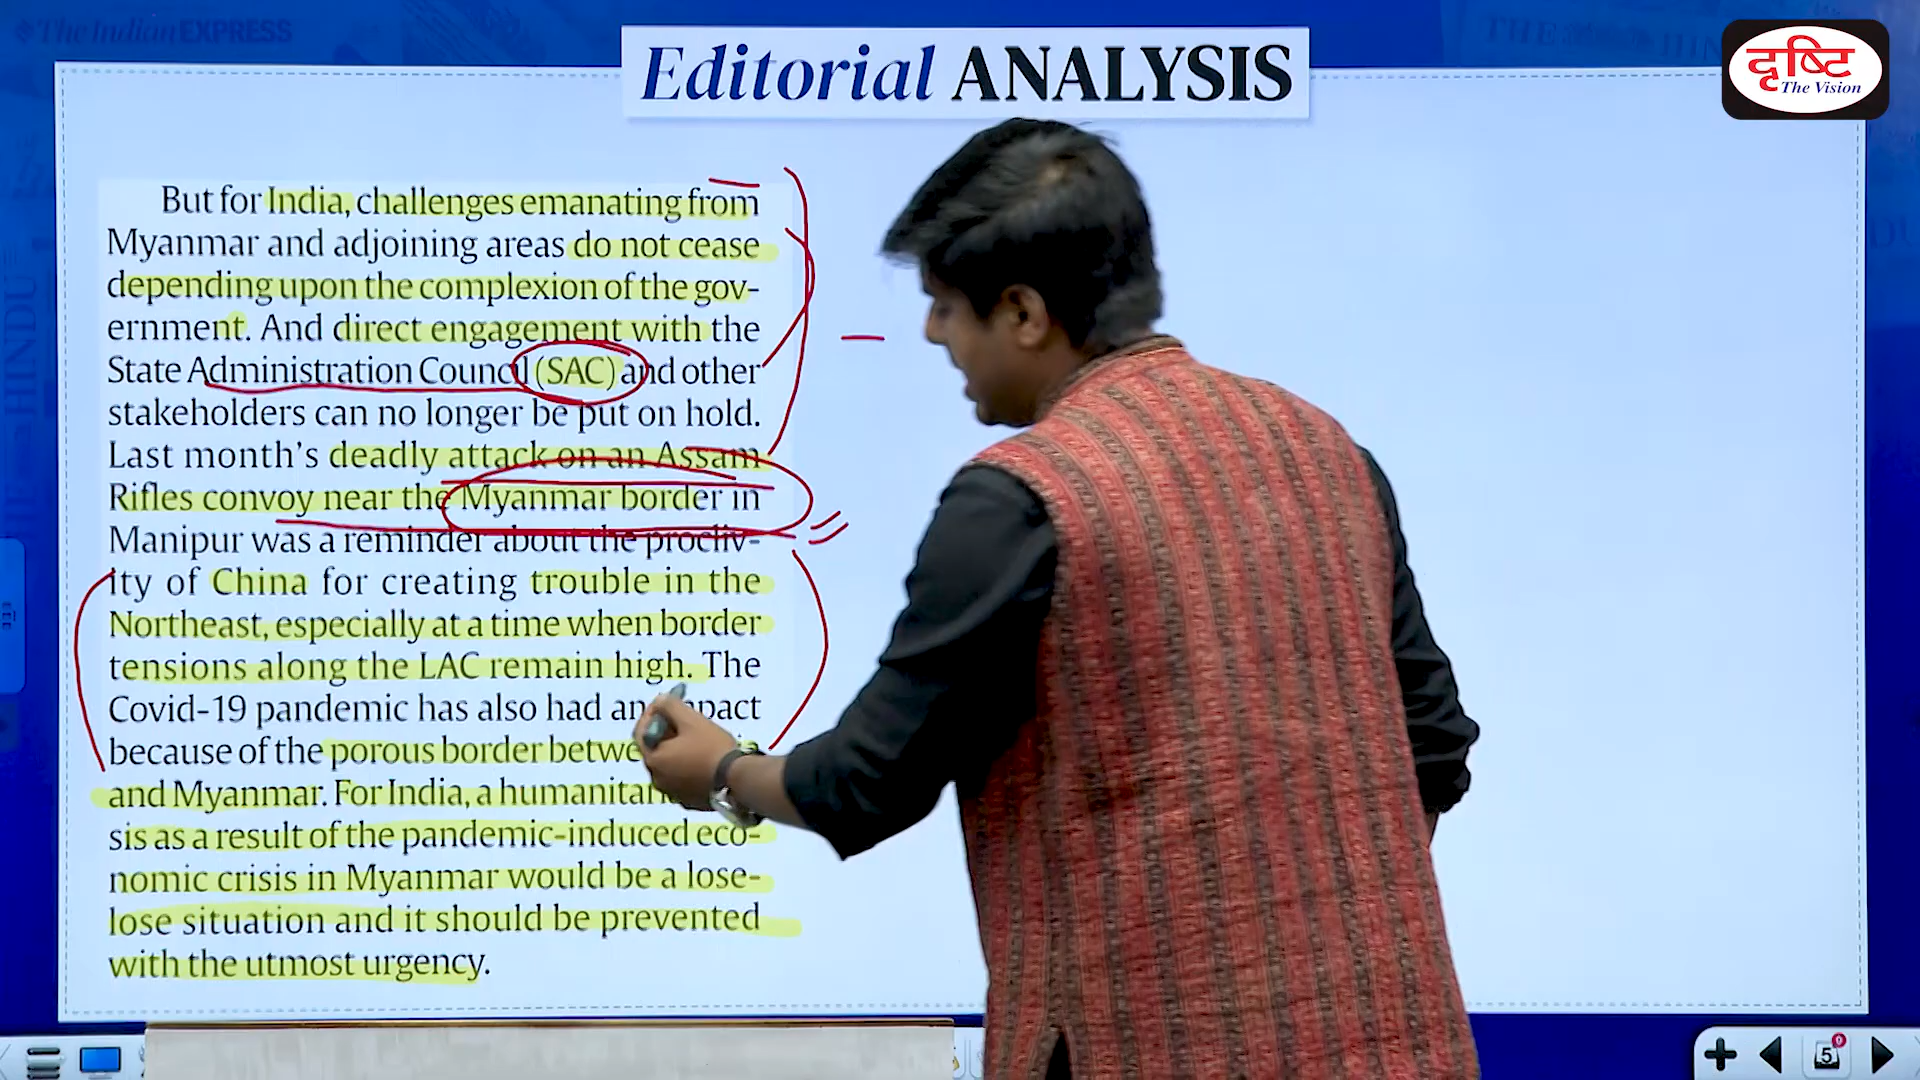 The Indian EXPRESS
Editorial ANALYSIS
दृष्टि
The Vision
But for India, challenges emanating from
Myanmar and adjoining areas do not cease
depending upon the complexion of the gov-
ernment. And direct engagement with the
State Administration Council (SAC) and other
stakeholders can no longer be put on hold.
Last month's deadly attack on an Assam
Rifles convoy near the Myanmar border in
Manipur was a reminder about the procliv-
ity of China for creating trouble in the
Northeast, especially at a time when border
tensions along the LAC remain high. The
Covid-19 pandemic has also had an
because of the porous border
and Myanmar. For India, a
sis as a result of the pandemic-induced eco-
nomic crisis in Myanmar would be a lose-
lose situation and it should be prevented
with the utmost urgency.
HINDU
5